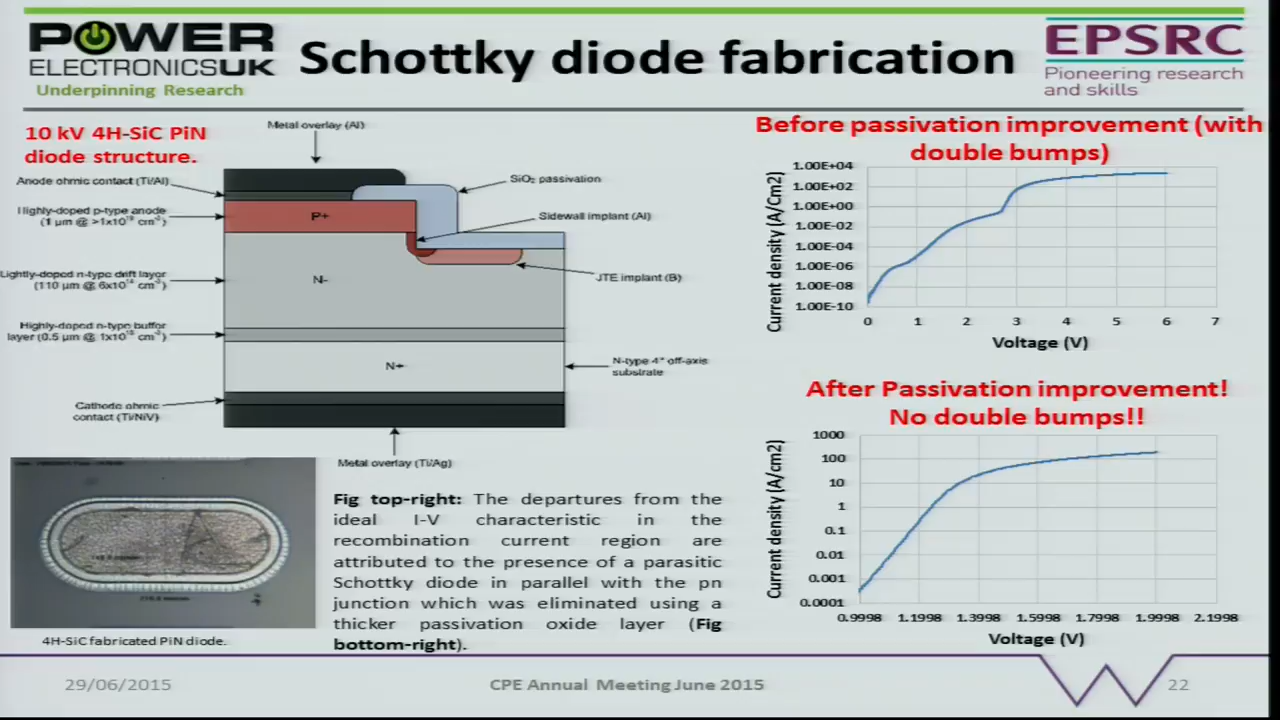 POWER
ELECTRONICSUK
Underpinning Research
Schottky diode fabrication
EPSRC
Pioneering research
and skills
10 kV 4H-SiC PiN
diode structure.
Metal overlay (Al)
Anode ohmic contact (Ti/Al)
Highly-doped p-type anode
(1 µm @ >1x10 cm
P+
SiO2 passivation
Sidewall implant (Al)
Lightly-doped n-type drift layer
(110 µm @ 6x10 cm
N-
JTE implant (B)
Highly-doped n-type buffer
layer (0.5 µm @ 1x10 cm
N+
N-type 4° off-axis
substrate
Cathode ohmic
contact (Ti/NiV)
Metal overlay (Ti/Ag)
Before passivation improvement (with
double bumps)
Current density (A/Cm2)
1.00E+04
1.00E+02
1.00E+00
1.00E-02
1.00E-04
1.00E-06
1.00E-08
1.00E-10
0 1 2 3 4 5 6 7
Voltage (V)
After Passivation improvement!
No double bumps!!
Current density (A/cm2)
1000
100
10
1
0.1
0.01
0.001
0.0001
0.9998 1.1998 1.3998 1.5998 1.7998 1.9998 2.1998
Voltage (V)
4H-SiC fabricated PiN diode.
Fig top-right: The departures from the
ideal I-V characteristic in the
recombination current region are
attributed to the presence of a parasitic
Schottky diode in parallel with the pn
junction which was eliminated using a
thicker passivation oxide layer (Fig
bottom-right).
29/06/2015
CPE Annual Meeting June 2015
22